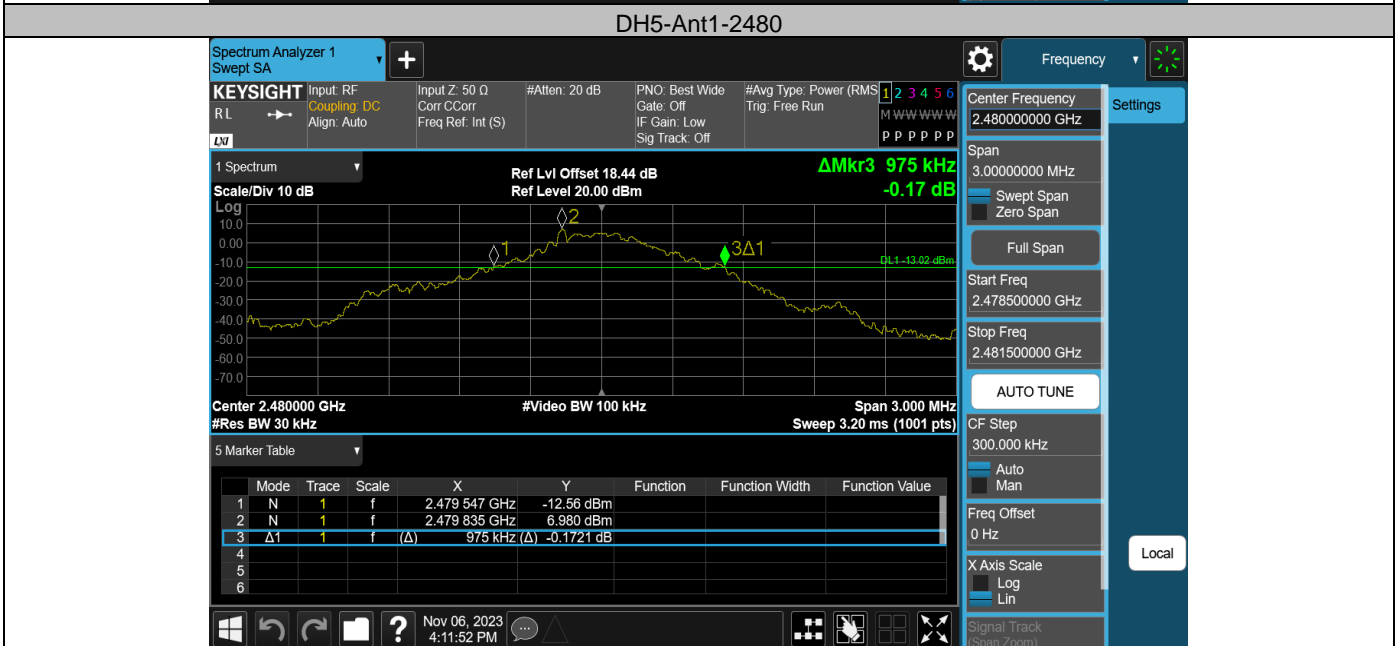 DH5-Ant1-2480
Spectrum Analyzer 1
Swept SA
+
Frequency
KEYSIGHT
RL
LXI
Input: RF
Coupling: DC
Align: Auto
Input Z: 50 Ω
Corr CCorr
Freq Ref: Int (S)
#Atten: 20 dB
PNO: Best Wide
Gate: Off
IF Gain: Low
Sig Track: Off
#Avg Type: Power (RMS
Trig: Free Run
1 2 3 4 5 6
M W W W W W
P P P P P P
1 Spectrum
Scale/Div 10 dB
Ref Lvl Offset 18.44 dB
Ref Level 20.00 dBm
ΔMkr3 975 kHz
-0.17 dB
Log
10.0
0.00
-10.0
-20.0
-30.0
-40.0
-50.0
-60.0
-70.0
1
2
3Δ1
DL1 -13.02 dBm
Center 2.480000 GHz
#Video BW 100 kHz
Span 3.000 MHz
#Res BW 30 kHz
Sweep 3.20 ms (1001 pts)
5 Marker Table
Mode Trace Scale X Y Function Function Width Function Value
1 N 1 f 2.479 547 GHz -12.56 dBm
2 N 1 f 2.479 835 GHz 6.980 dBm
3 Δ1 1 f (Δ) 975 kHz (Δ) -0.1721 dB
4
5
6
Nov 06, 2023
4:11:52 PM
?
Center Frequency
2.480000000 GHz
Settings
Span
3.00000000 MHz
Swept Span
Zero Span
Full Span
Start Freq
2.478500000 GHz
Stop Freq
2.481500000 GHz
AUTO TUNE
CF Step
300.000 kHz
Auto
Man
Freq Offset
0 Hz
X Axis Scale
Log
Lin
Local
Signal Track
(Span Zoom)